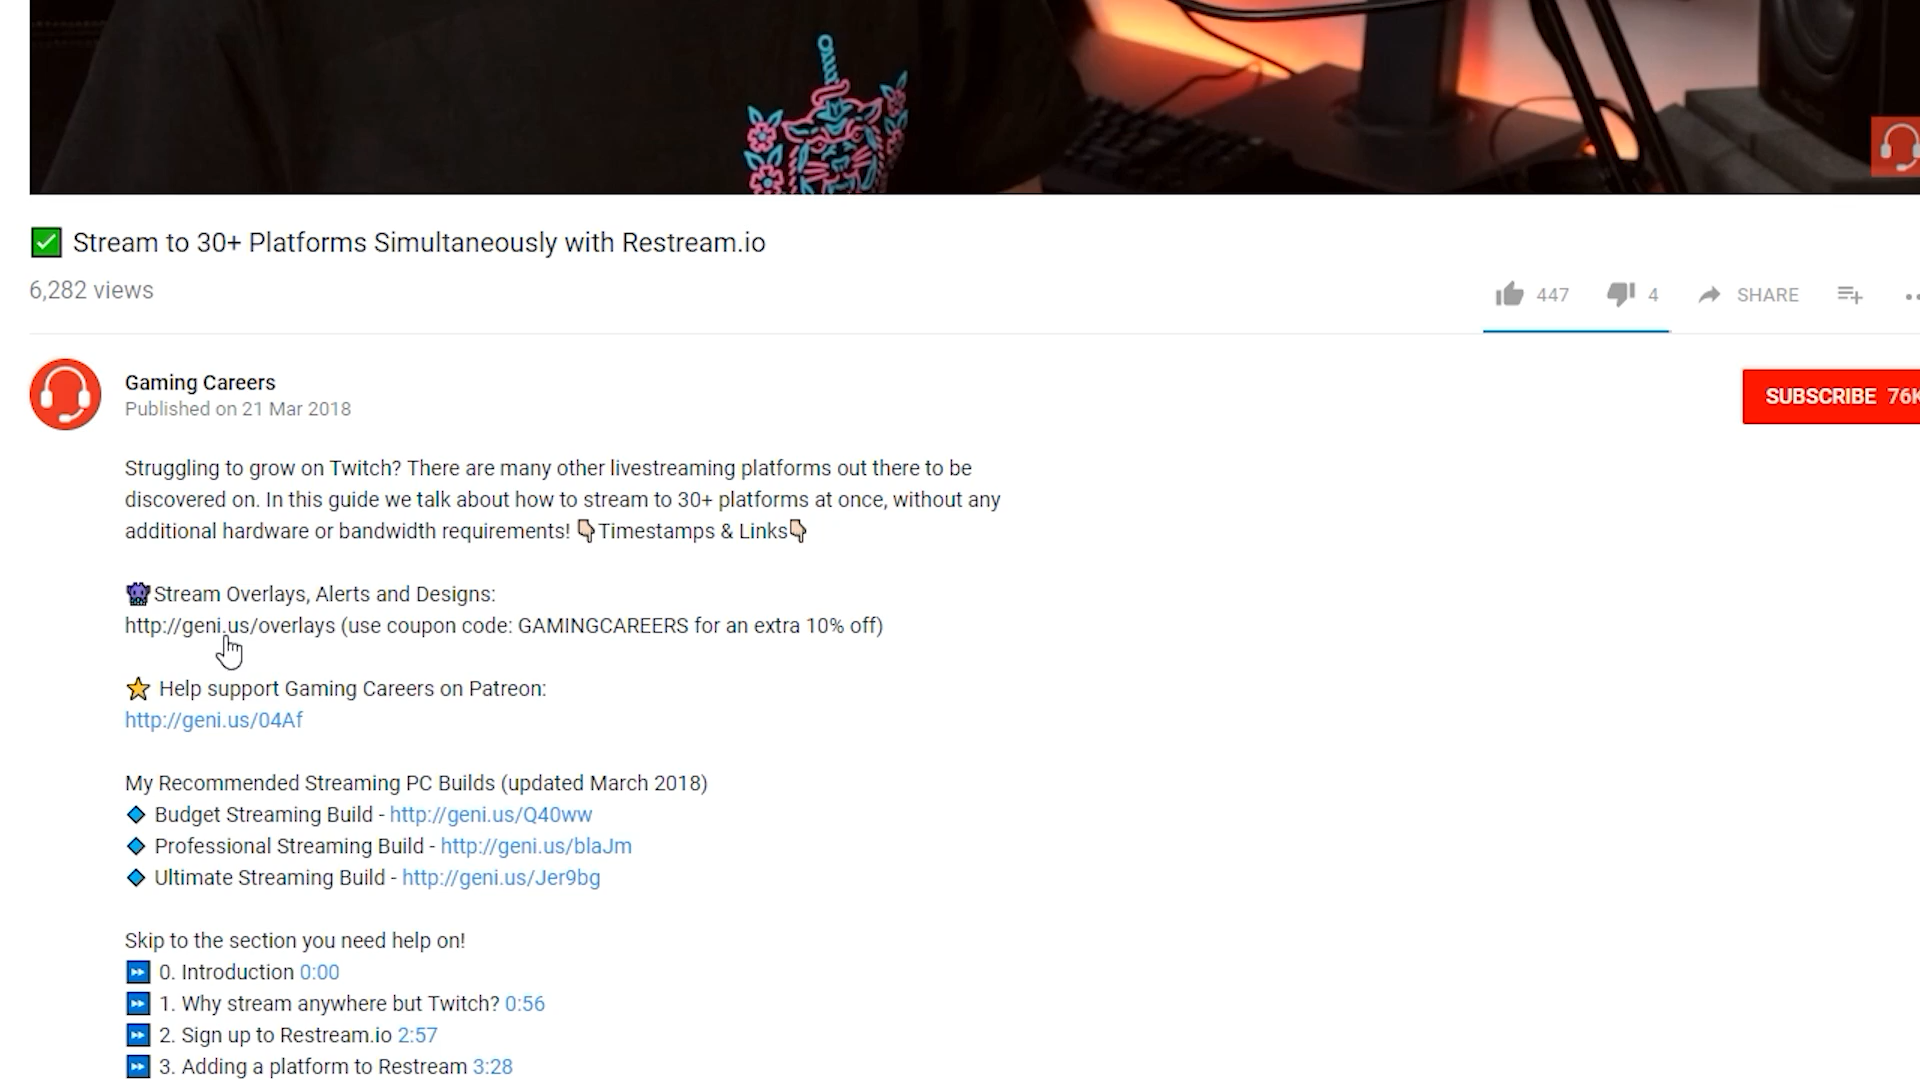 ✅ Stream to 30+ Platforms Simultaneously with Restream.io
6,282 views
447 4 SHARE
Gaming Careers
Published on 21 Mar 2018
SUBSCRIBE 76K
Struggling to grow on Twitch? There are many other livestreaming platforms out there to be
discovered on. In this guide we talk about how to stream to 30+ platforms at once, without any
additional hardware or bandwidth requirements! 👇Timestamps & Links👇
👾Stream Overlays, Alerts and Designs:
http://geni.us/overlays (use coupon code: GAMINGCAREERS for an extra 10% off)
⭐ Help support Gaming Careers on Patreon:
http://geni.us/04Af
My Recommended Streaming PC Builds (updated March 2018)
🔷 Budget Streaming Build - http://geni.us/Q40ww
🔷 Professional Streaming Build - http://geni.us/blaJm
🔷 Ultimate Streaming Build - http://geni.us/Jer9bg
Skip to the section you need help on!
⏩ 0. Introduction 0:00
⏩ 1. Why stream anywhere but Twitch? 0:56
⏩ 2. Sign up to Restream.io 2:57
⏩ 3. Adding a platform to Restream 3:28